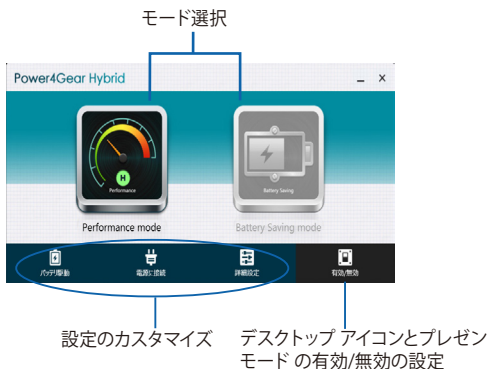 モード選択
Power4Gear Hybrid
H
Performance
Battery Saving
Performance mode
Battery Saving mode
バッテリ駆動
電源に接続
詳細設定
有効/無効
設定のカスタマイズ
デスクトップ アイコンとプレゼン
モード の有効/無効の設定